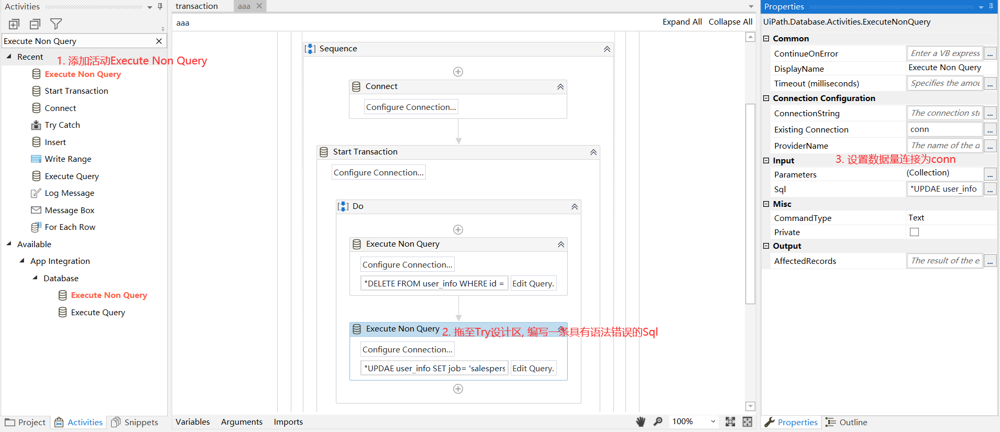 Activities
Execute Non Query
Recent
1. 添加活动Execute Non Query
Execute Non Query
Start Transaction
Connect
Try Catch
Insert
Write Range
Execute Query
Log Message
Message Box
For Each Row
Available
App Integration
Database
Execute Non Query
Execute Query
Project
Activities
Snippets
transaction
aaa
aaa
Expand All
Collapse All
Sequence
Connect
Configure Connection...
Start Transaction
Configure Connection...
Do
Execute Non Query
Configure Connection...
"DELETE FROM user_info WHERE id =
Edit Query.
Execute Non Query
2. 拖至Try设计区, 编写一条具有语法错误的Sql
Configure Connection...
"UPDAE user_info SET job= 'salespers
Edit Query.
Variables
Arguments
Imports
100%
Properties
UiPath.Database.Activities.ExecuteNonQuery
Common
ContinueOnError
Enter a VB express
...
DisplayName
Execute Non Query
Timeout (milliseconds)
Specifies the amou
...
Connection Configuration
ConnectionString
The connection sti
...
Existing Connection
conn
...
ProviderName
The name of the d
...
Input
3. 设置数据量连接为conn
Parameters
(Collection)
...
Sql
"UPDAE user_info
...
Misc
CommandType
Text
Private
Output
AffectedRecords
The result of the e
...
Properties
Outline